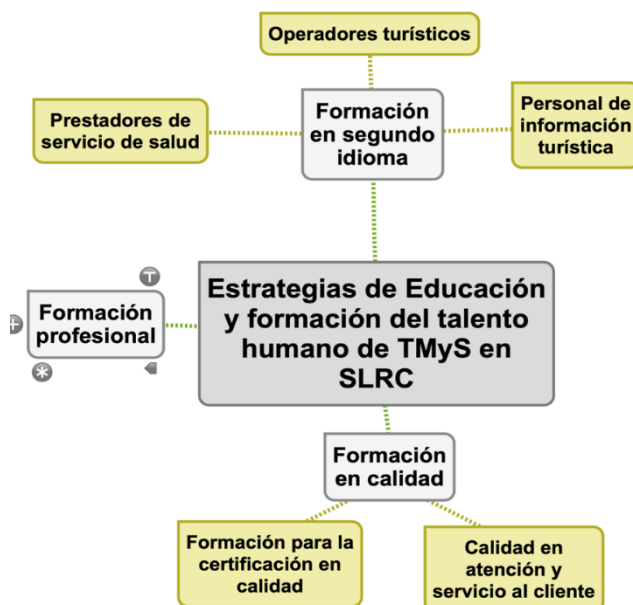 Operadores turísticos
Prestadores de
servicio de salud
Formación
en segundo
idioma
Personal de
información
turística
Formación
profesional
Estrategias de Educación
y formación del talento
humano de TMyS en
SLRC
Formación
en calidad
Formación para la
certificación en
calidad
Calidad en
atención y
servicio al cliente